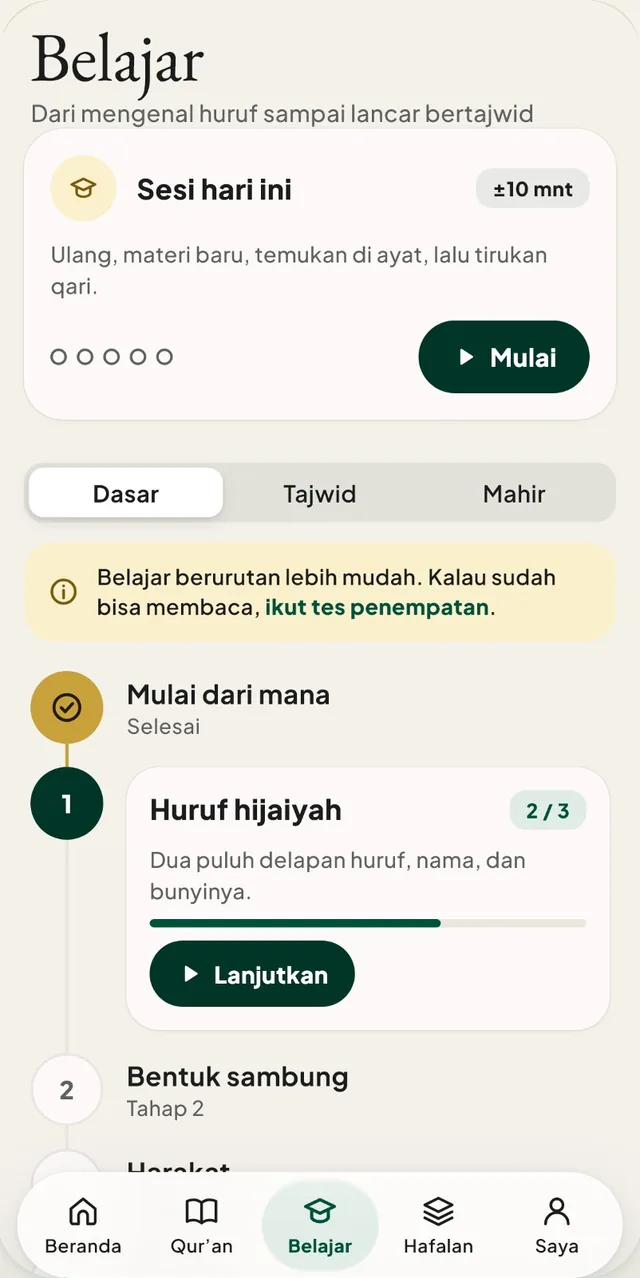 Belajar
Dari mengenal huruf sampai lancar bertajwid
Sesi hari ini
±10 mnt
Ulang, materi baru, temukan di ayat, lalu tirukan
qari.
Mulai
Dasar
Tajwid
Mahir
Belajar berurutan lebih mudah. Kalau sudah
bisa membaca, ikut tes penempatan.
Mulai dari mana
Selesai
1
Huruf hijaiyah
2 / 3
Dua puluh delapan huruf, nama, dan
bunyinya.
Lanjutkan
2
Bentuk sambung
Tahap 2
Harakat
Beranda
Qur’an
Belajar
Hafalan
Saya